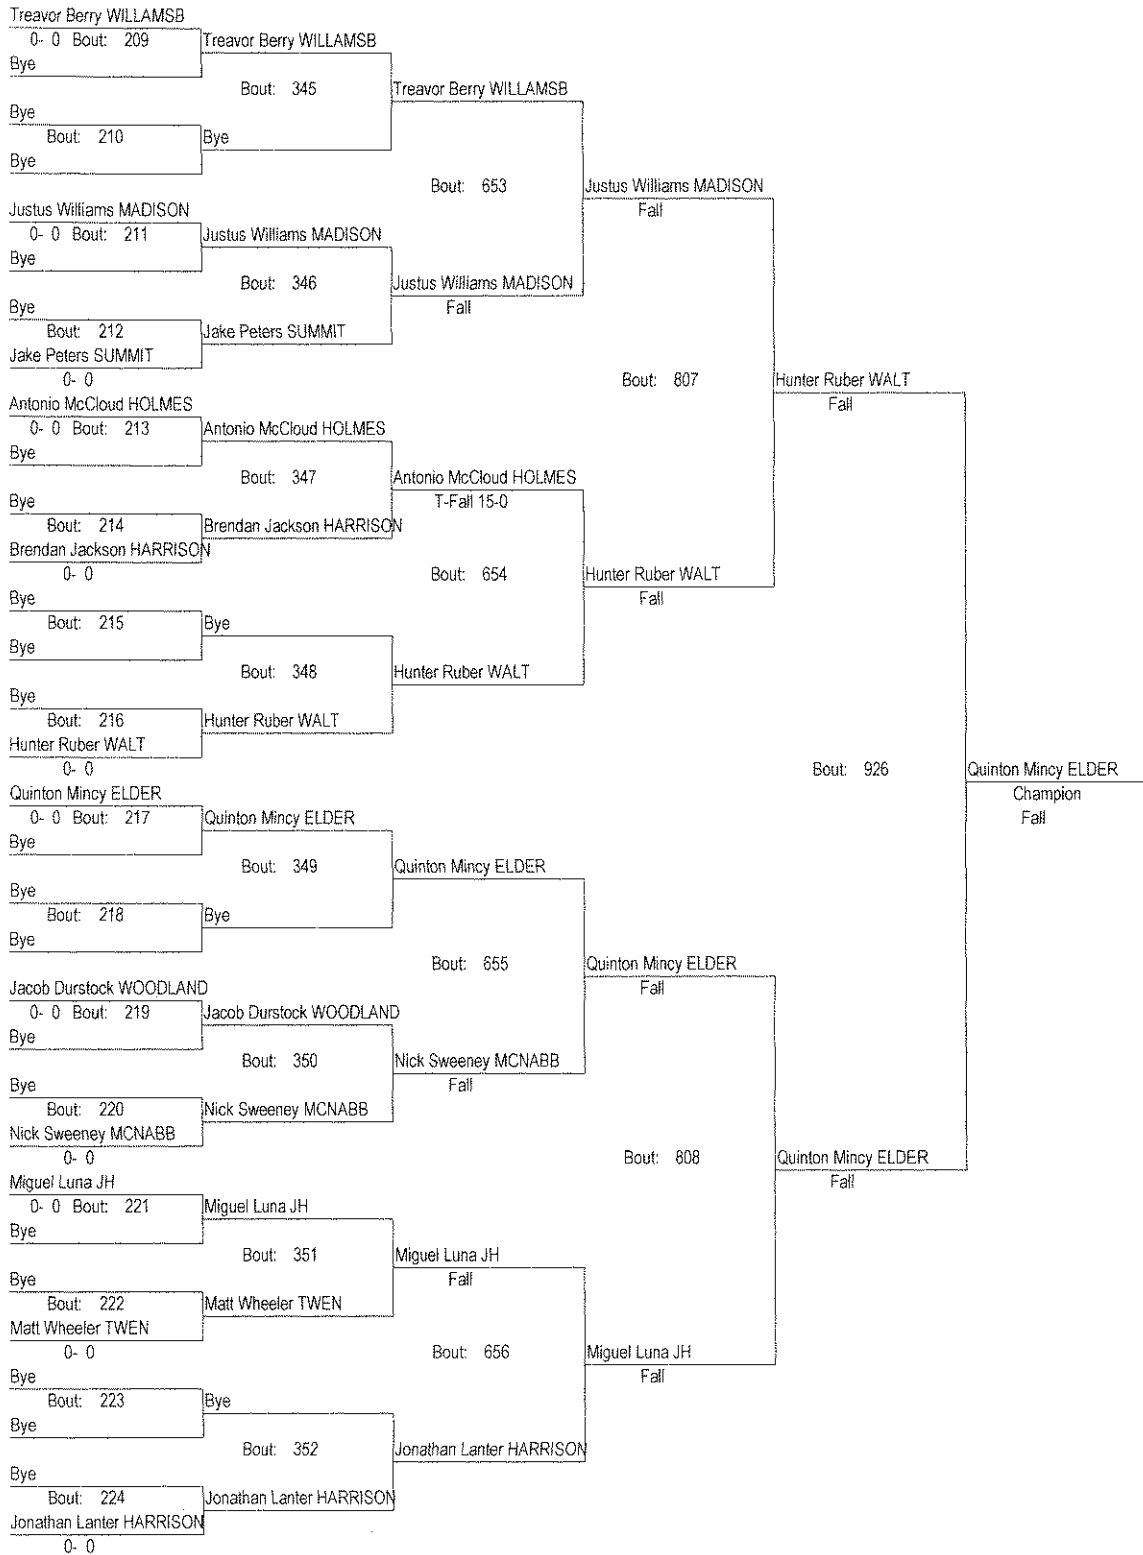 Treavor Berry WILLAMSB
0- 0 Bout: 209
Treavor Berry WILLAMSB
Bye
Bout: 345
Treavor Berry WILLAMSB
Bye
Bout: 210
Bye
Bye
Bout: 653
Justus Williams MADISON
Fall
Justus Williams MADISON
0- 0 Bout: 211
Justus Williams MADISON
Bye
Bout: 346
Justus Williams MADISON
Fall
Bye
Bout: 212
Jake Peters SUMMIT
Jake Peters SUMMIT
0- 0
Bout: 807
Hunter Ruber WALT
Fall
Antonio McCloud HOLMES
0- 0 Bout: 213
Antonio McCloud HOLMES
Bye
Bout: 347
Antonio McCloud HOLMES
T-Fall 15-0
Bye
Bout: 214
Brendan Jackson HARRISON
Brendan Jackson HARRISON
0- 0
Bout: 654
Hunter Ruber WALT
Fall
Bye
Bout: 215
Bye
Bye
Bout: 348
Hunter Ruber WALT
Bye
Bout: 216
Hunter Ruber WALT
Hunter Ruber WALT
0- 0
Bout: 926
Quinton Mincy ELDER
Champion
Fall
Quinton Mincy ELDER
0- 0 Bout: 217
Quinton Mincy ELDER
Bye
Bout: 349
Quinton Mincy ELDER
Bye
Bout: 218
Bye
Bye
Bout: 655
Quinton Mincy ELDER
Fall
Jacob Durstock WOODLAND
0- 0 Bout: 219
Jacob Durstock WOODLAND
Bye
Bout: 350
Nick Sweeney MCNABB
Fall
Bye
Bout: 220
Nick Sweeney MCNABB
Nick Sweeney MCNABB
0- 0
Bout: 808
Quinton Mincy ELDER
Fall
Miguel Luna JH
0- 0 Bout: 221
Miguel Luna JH
Bye
Bout: 351
Miguel Luna JH
Fall
Bye
Bout: 222
Matt Wheeler TWEN
Matt Wheeler TWEN
0- 0
Bout: 656
Miguel Luna JH
Fall
Bye
Bout: 223
Bye
Bye
Bout: 352
Jonathan Lanter HARRISON
Bye
Bout: 224
Jonathan Lanter HARRISON
Jonathan Lanter HARRISON
0- 0